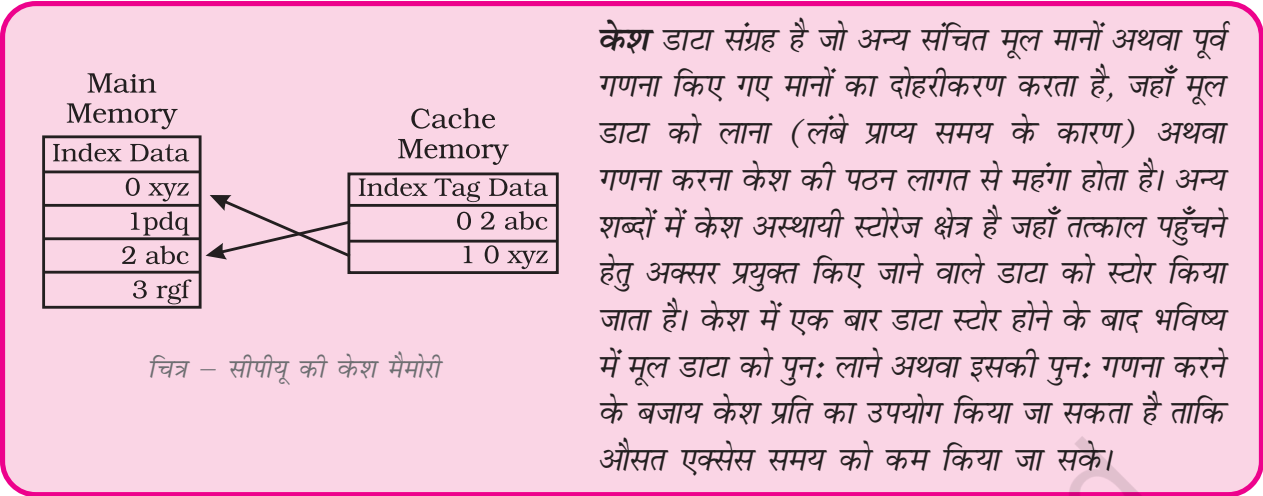 Main
Memory
Index Data
0 xyz
1pdq
2 abc
3 rgf
Cache
Memory
Index Tag Data
0 2 abc
1 0 xyz
चित्र – सीपीयू की केश मैमोरी
केश डाटा संग्रह है जो अन्य संचित मूल मानों अथवा पूर्व
गणना किए गए मानों का दोहरीकरण करता है, जहाँ मूल
डाटा को लाना (लंबे प्राप्य समय के कारण) अथवा
गणना करना केश की पठन लागत से महंगा होता है। अन्य
शब्दों में केश अस्थायी स्टोरेज क्षेत्र है जहाँ तत्काल पहुँचने
हेतु अक्सर प्रयुक्त किए जाने वाले डाटा को स्टोर किया
जाता है। केश में एक बार डाटा स्टोर होने के बाद भविष्य
में मूल डाटा को पुन: लाने अथवा इसकी पुन: गणना करने
के बजाय केश प्रति का उपयोग किया जा सकता है ताकि
औसत एक्सेस समय को कम किया जा सके।